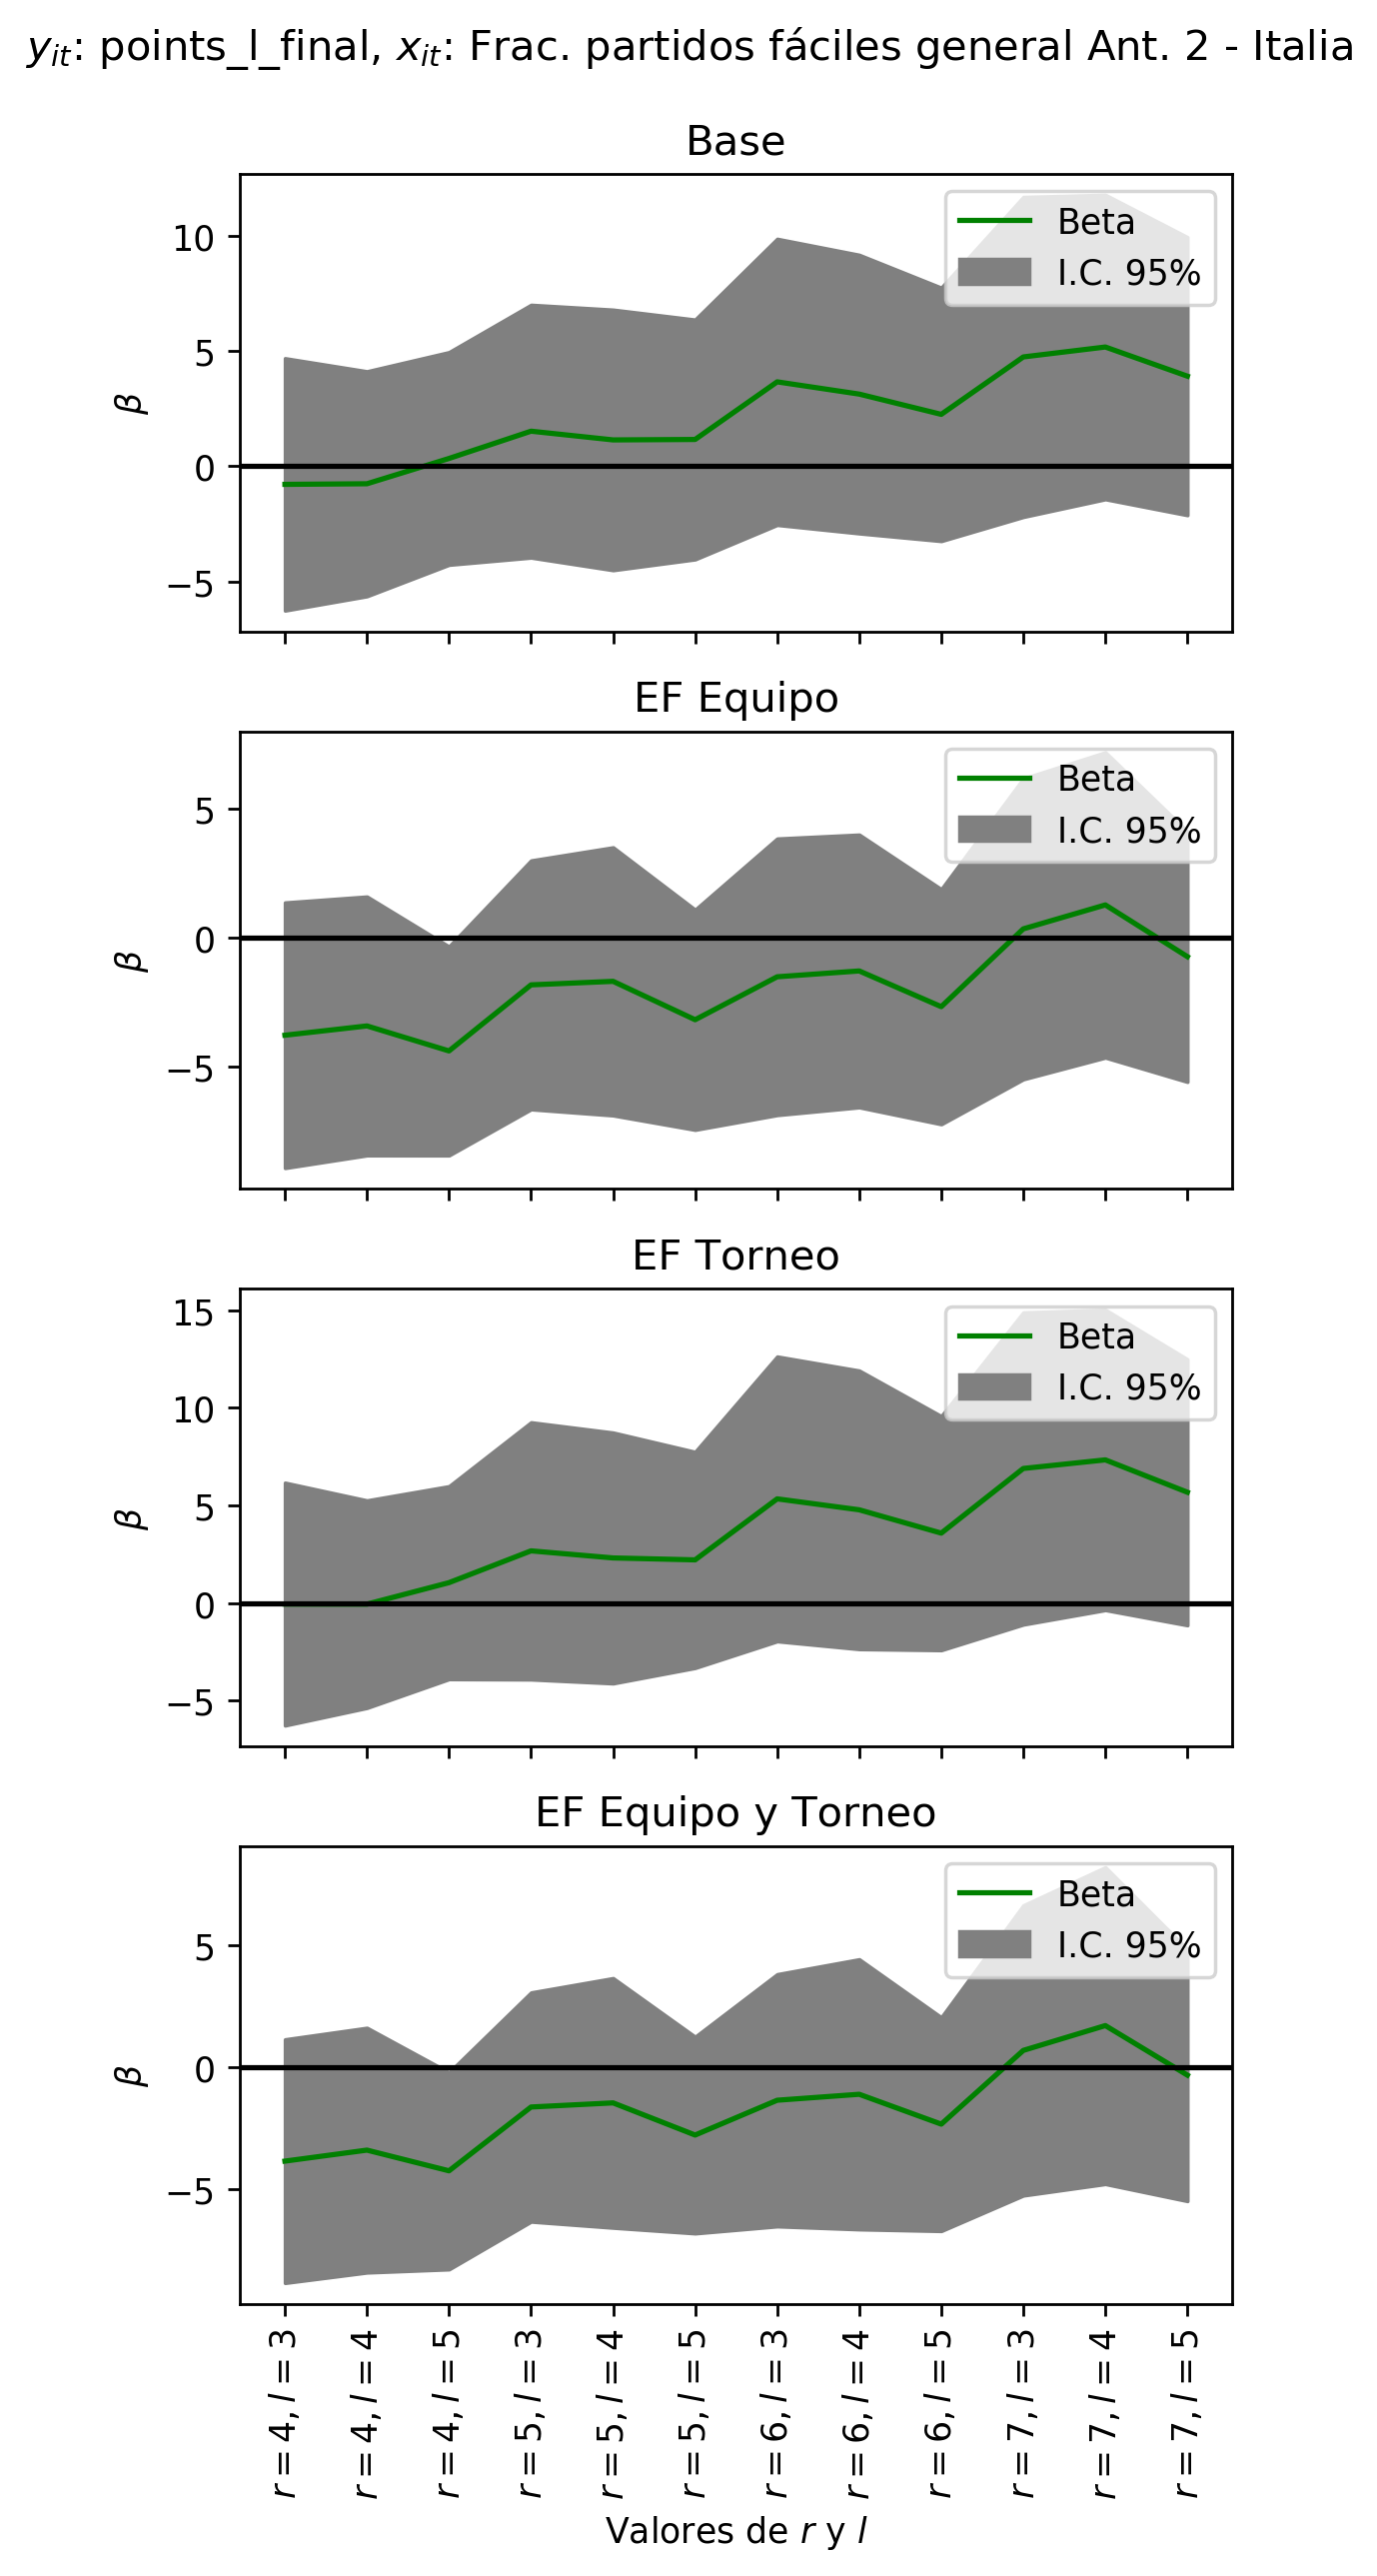 y_it: points_l_final, x_it: Frac. partidos fáciles general Ant. 2 - Italia
Base
10
5
0
−5
β
Beta
I.C. 95%
EF Equipo
5
0
−5
β
Beta
I.C. 95%
EF Torneo
15
10
5
0
−5
β
Beta
I.C. 95%
EF Equipo y Torneo
5
0
−5
β
Beta
I.C. 95%
r = 4, l = 3
r = 4, l = 4
r = 4, l = 5
r = 5, l = 3
r = 5, l = 4
r = 5, l = 5
r = 6, l = 3
r = 6, l = 4
r = 6, l = 5
r = 7, l = 3
r = 7, l = 4
r = 7, l = 5
Valores de r y l